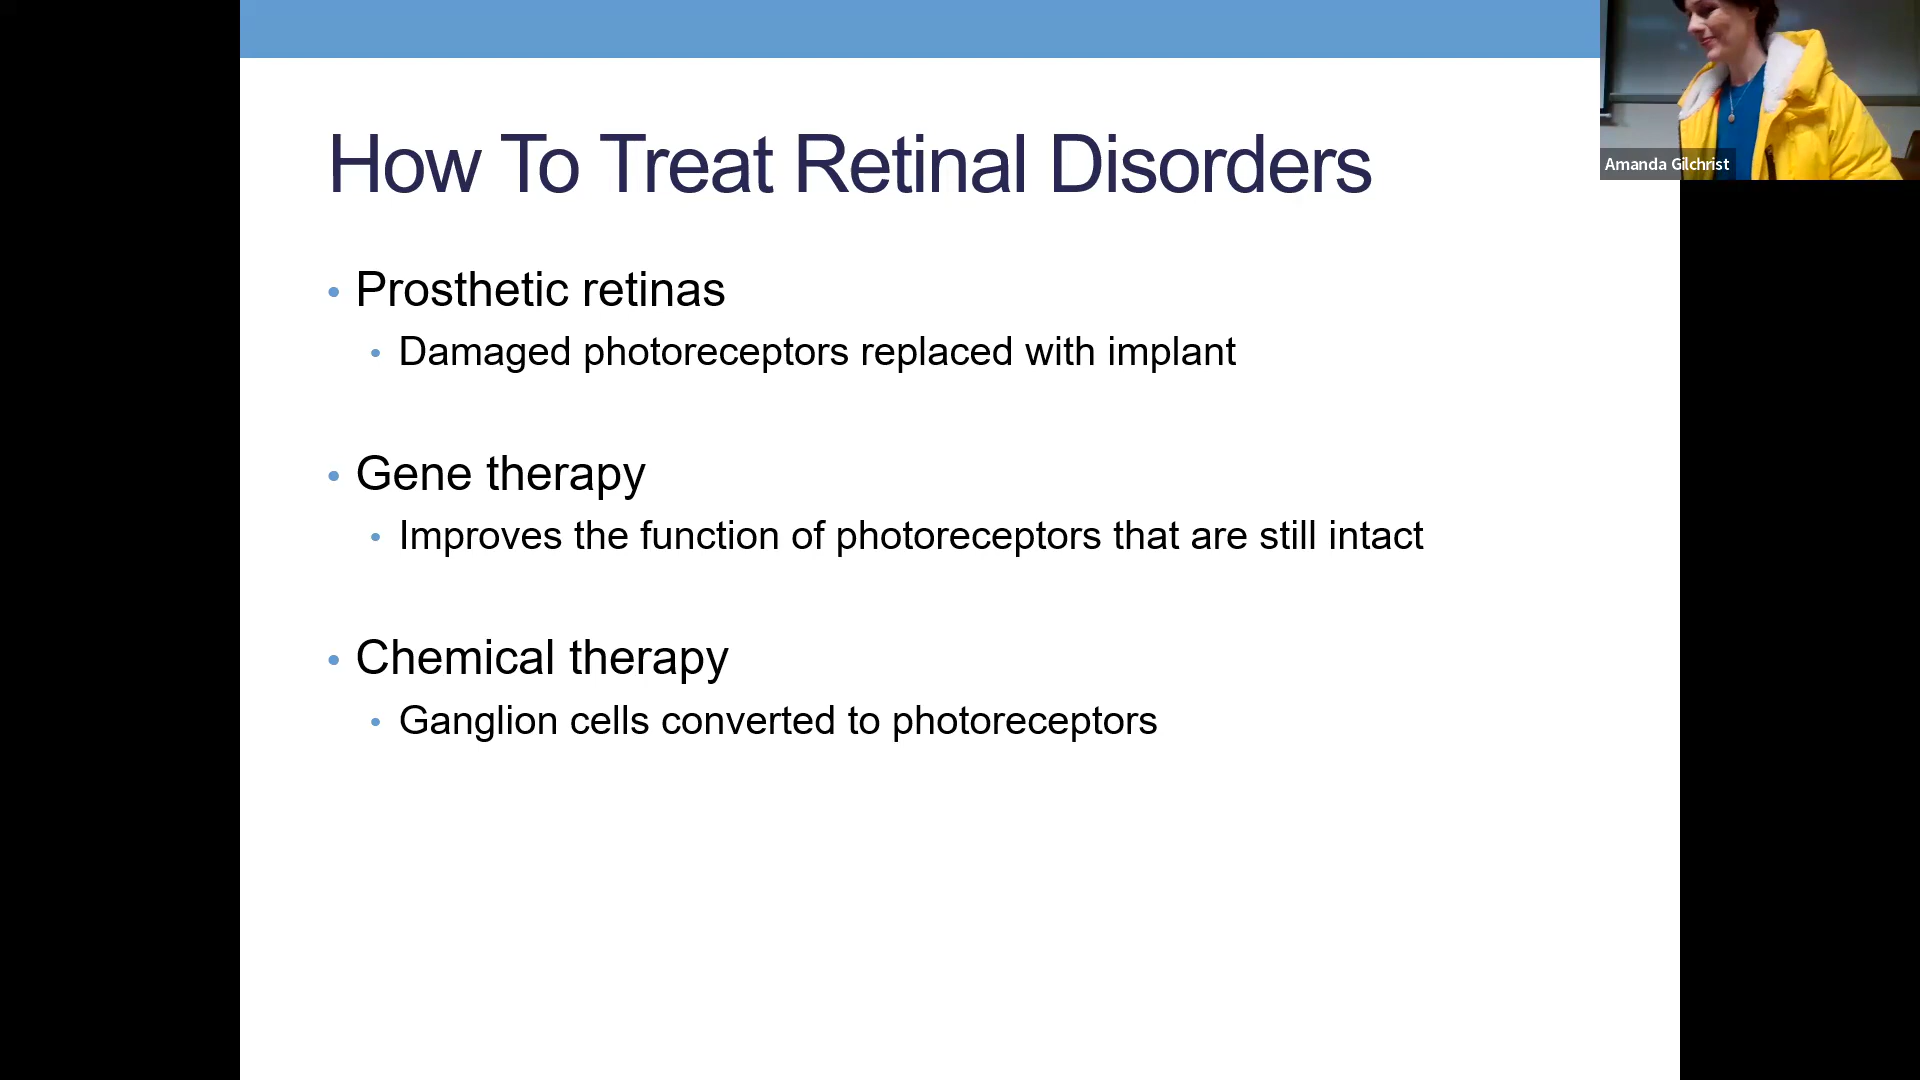 How To Treat Retinal Disorders
• Prosthetic retinas
• Damaged photoreceptors replaced with implant
• Gene therapy
• Improves the function of photoreceptors that are still intact
• Chemical therapy
• Ganglion cells converted to photoreceptors
Amanda Gilchrist